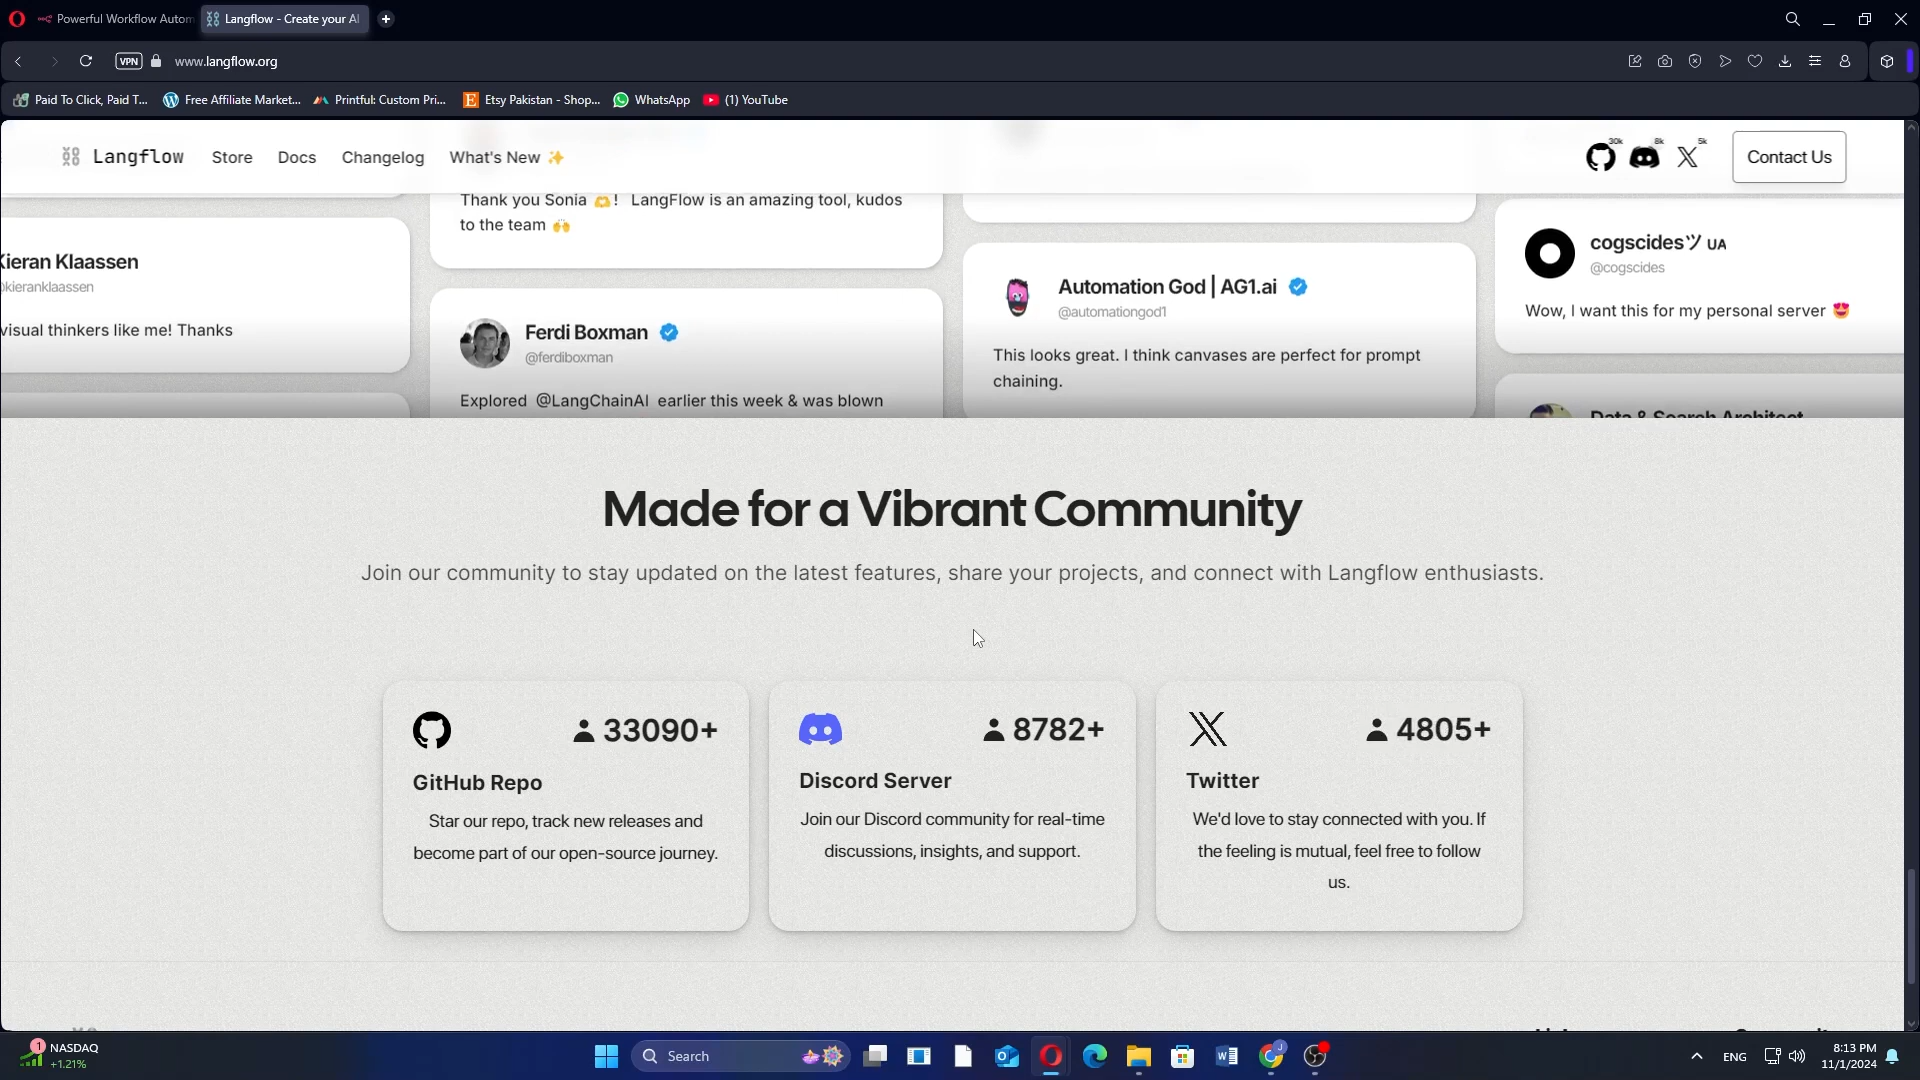 Powerful Workflow Autom
Langflow - Create your AI
VPN
www.langflow.org
Paid To Click, Paid T...
Free Affiliate Market...
Printful: Custom Pri...
Etsy Pakistan - Shop...
WhatsApp
(1) YouTube
Langflow
Store
Docs
Changelog
What's New ✨
30k
8k
5k
Contact Us
Kieran Klaassen
@kieranklaassen
visual thinkers like me! Thanks
Thank you Sonia 🫶! LangFlow is an amazing tool, kudos
to the team 🙌
Ferdi Boxman
@ferdiboxman
Explored @LangChainAI earlier this week & was blown
Automation God | AG1.ai
@automationgod1
This looks great. I think canvases are perfect for prompt
chaining.
cogscidesツ UA
@cogscides
Wow, I want this for my personal server 😍
Data & Search Architect
Made for a Vibrant Community
Join our community to stay updated on the latest features, share your projects, and connect with Langflow enthusiasts.
33090+
GitHub Repo
Star our repo, track new releases and
become part of our open-source journey.
8782+
Discord Server
Join our Discord community for real-time
discussions, insights, and support.
4805+
Twitter
We'd love to stay connected with you. If
the feeling is mutual, feel free to follow
us.
1
NASDAQ
+1.21%
Search
J
ENG
8:13 PM
11/1/2024